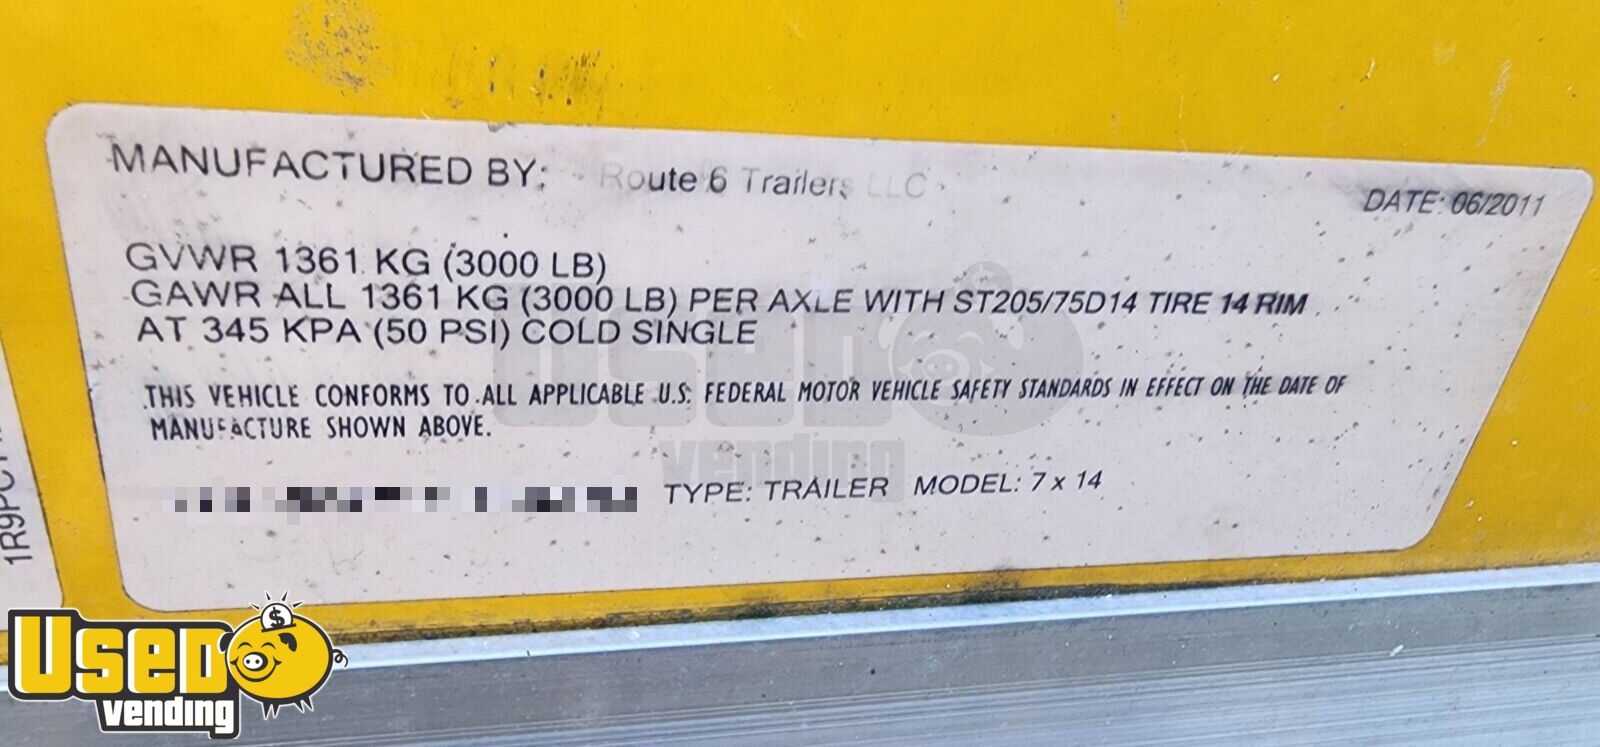 MANUFACTURED BY: Route 6 Trailers LLC
DATE: 06/2011
GVWR 1361 KG (3000 LB)
GAWR ALL 1361 KG (3000 LB) PER AXLE WITH ST205/75D14 TIRE 14 RIM
AT 345 KPA (50 PSI) COLD SINGLE
THIS VEHICLE CONFORMS TO ALL APPLICABLE U.S. FEDERAL MOTOR VEHICLE SAFETY STANDARDS IN EFFECT ON THE DATE OF
MANUFACTURE SHOWN ABOVE.
TYPE: TRAILER MODEL: 7 x 14
1R9PC1
USED
vending
USED
vending
$